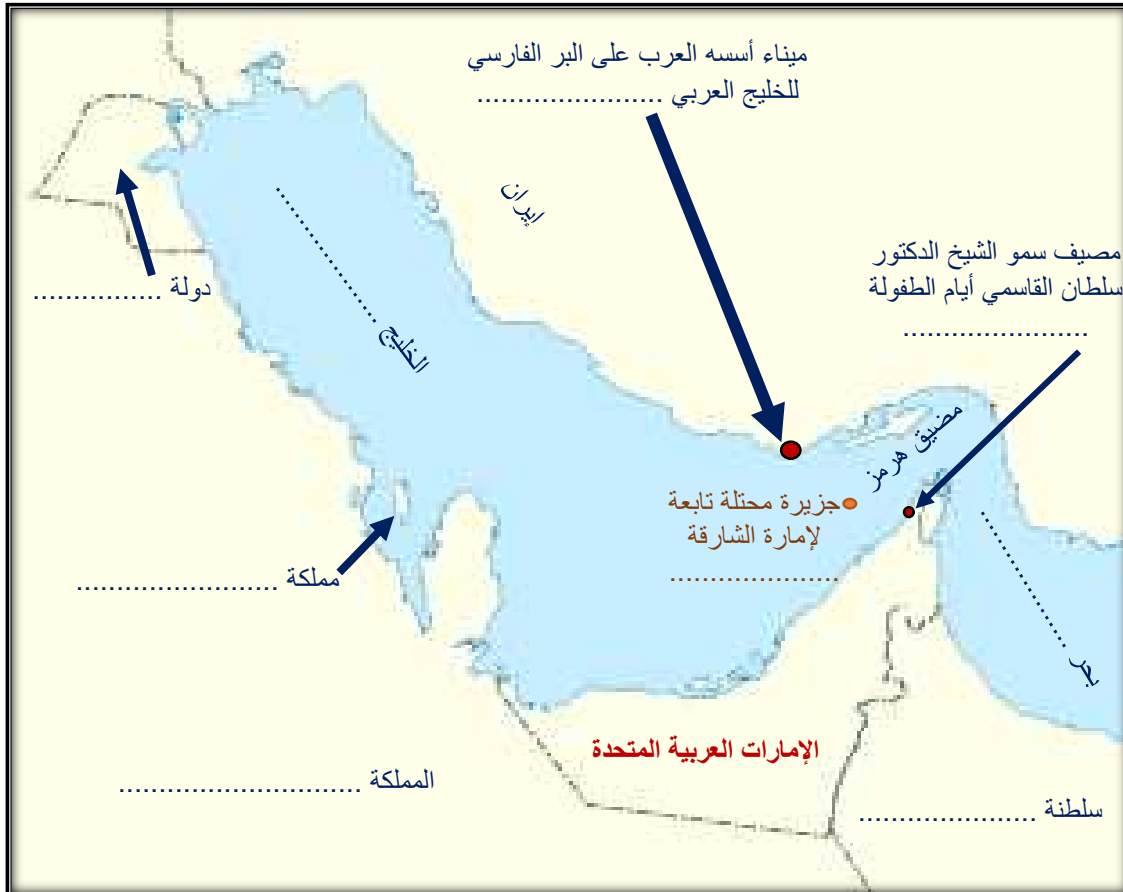 ميناء أسسه العرب على البر الفارسي
للخليج العربي .......................
إيران
مصيف سمو الشيخ الدكتور
سلطان القاسمي أيام الطفولة
.......................
دولة ................
الخليج ................
مضيق هرمز
جزيرة محتلة تابعة
لإمارة الشارقة
.....................
مملكة .........................
بحر ................
الإمارات العربية المتحدة
المملكة ..............................
سلطنة ......................